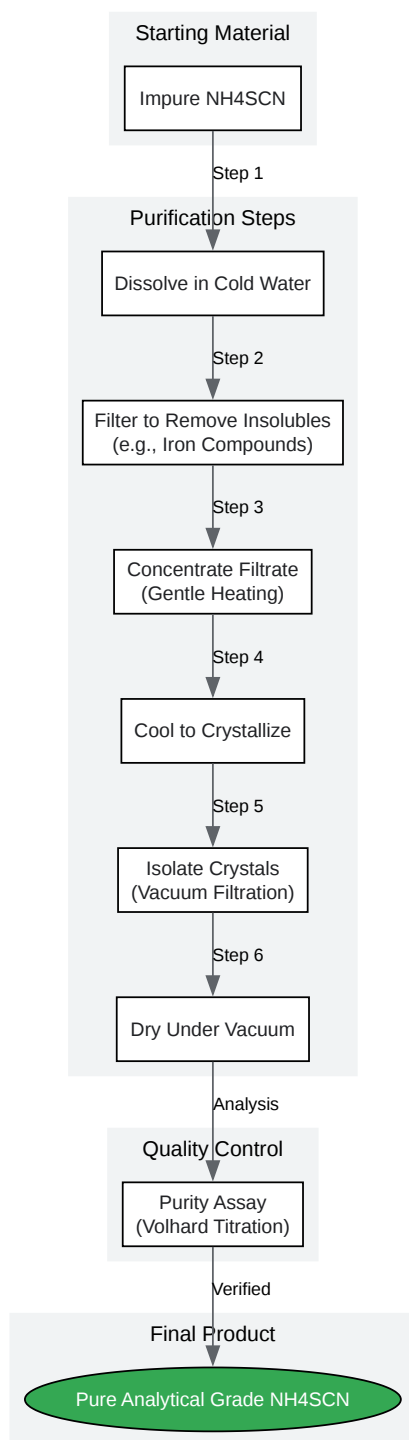 Starting Material
Impure NH4SCN
Step 1
Purification Steps
Dissolve in Cold Water
Step 2
Filter to Remove Insolubles
(e.g., Iron Compounds)
Step 3
Concentrate Filtrate
(Gentle Heating)
Step 4
Cool to Crystallize
Step 5
Isolate Crystals
(Vacuum Filtration)
Step 6
Dry Under Vacuum
Analysis
Quality Control
Purity Assay
(Volhard Titration)
Verified
Final Product
Pure Analytical Grade NH4SCN